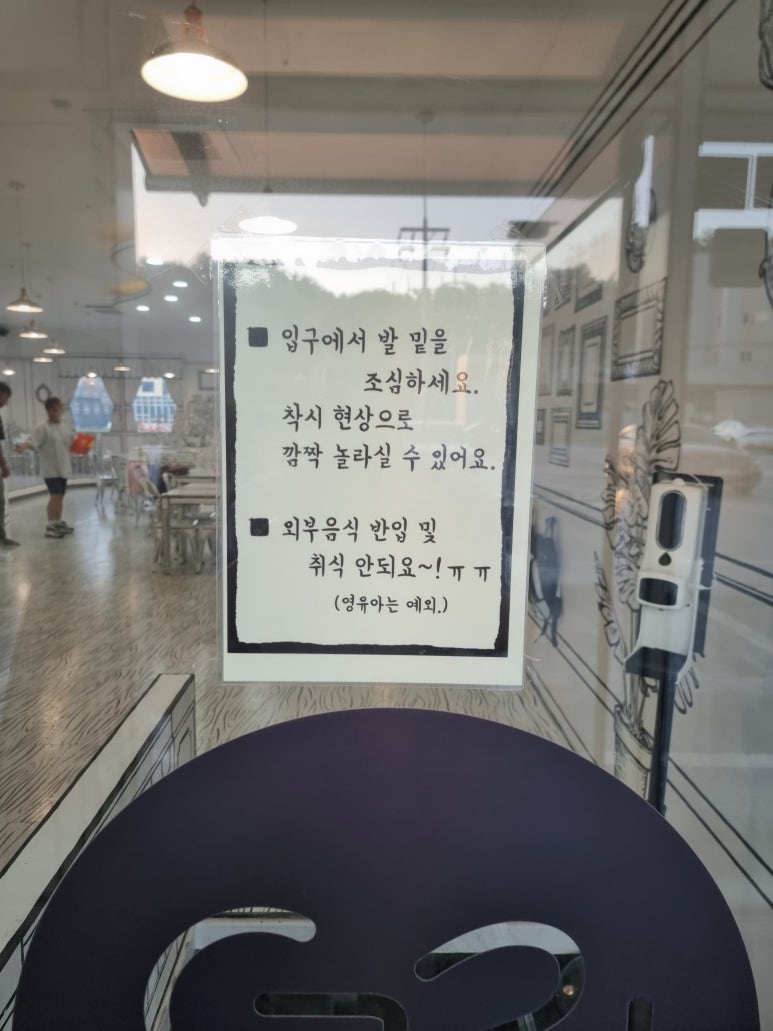 ■ 입구에서 발 밑을
조심하세요.
착시 현상으로
깜짝 놀라실 수 있어요.
■ 외부음식 반입 및
취식 안되요~!ㅠㅠ
(영유아는 예외.)